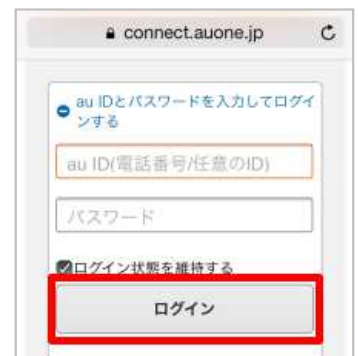 connect.auone.jp
au IDとパスワードを入力してログイ
ンする
au ID(電話番号/任意のID)
パスワード
ログイン状態を維持する
ログイン